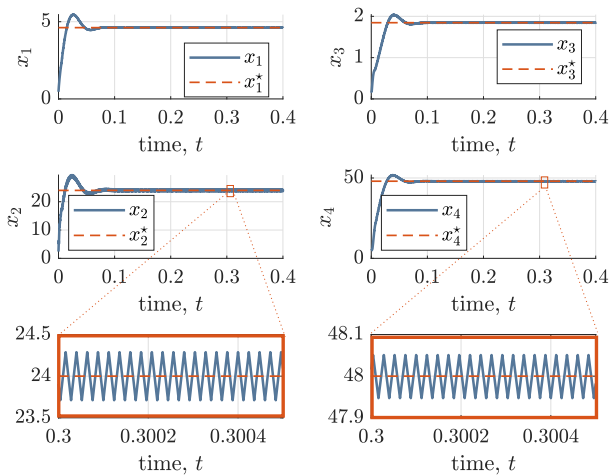 5
0
x₁
x₁
x₁⋆
0 0.1 0.2 0.3 0.4
time, t
2
1
0
x₃
x₃
x₃⋆
0 0.1 0.2 0.3 0.4
time, t
20
0
x₂
x₂
x₂⋆
0 0.1 0.2 0.3 0.4
time, t
50
0
x₄
x₄
x₄⋆
0 0.1 0.2 0.3 0.4
time, t
24.5
24
23.5
0.3 0.3002 0.3004
time, t
48.1
48
47.9
0.3 0.3002 0.3004
time, t